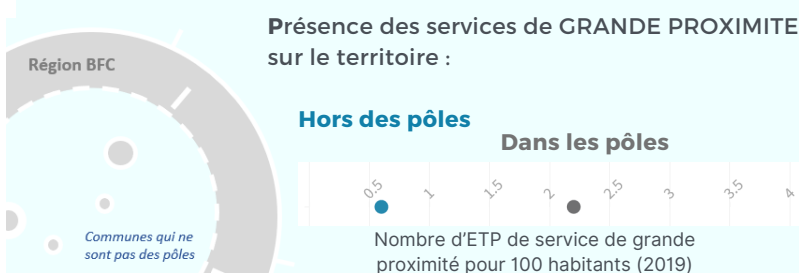 Présence des services de GRANDE PROXIMITE
sur le territoire :
Région BFC
Hors des pôles
Dans les pôles
0.5
1
1.5
2
2.5
3
3.5
4
Communes qui ne
sont pas des pôles
Nombre d'ETP de service de grande
proximité pour 100 habitants (2019)